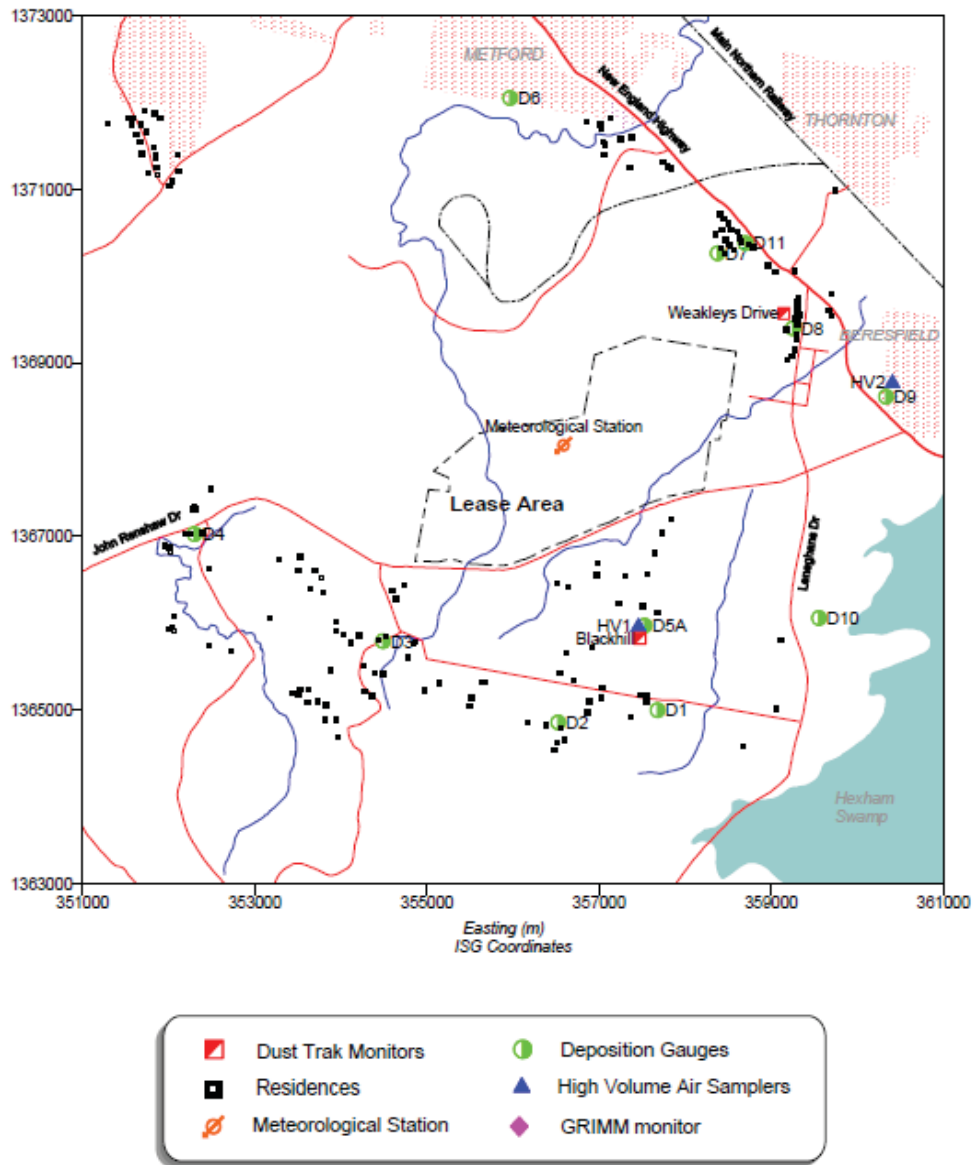 1373000
METFORD
Main Northern Railway
D6
New England Highway
THORNTON
1371000
D11
D7
Weakleys Drive
D8
BERESFIELD
1369000
HV2
D9
Meteorological Station
Lease Area
1367000
John Renshaw Dr
D4
Lenaghans Dr
HV1
D5A
D10
Blackhill
D3
1365000
D1
D2
Hexham
Swamp
1363000
351000
353000
355000
357000
359000
361000
Easting (m)
ISG Coordinates
Dust Trak Monitors
Deposition Gauges
Residences
High Volume Air Samplers
Meteorological Station
GRIMM monitor